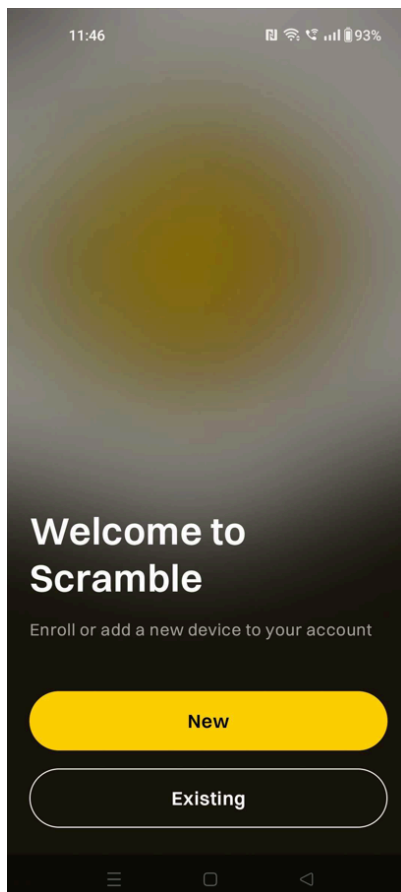 11:46 93%
Welcome to
Scramble
Enroll or add a new device to your account
New
Existing